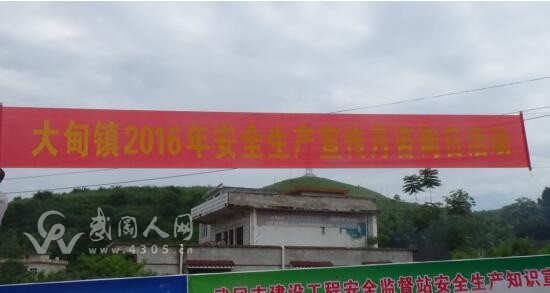 大甸镇2016年安全生产宣传月咨询日活动
武冈人网
www.4305.cn
武冈市建设工程安全监督站安全生产知识宣